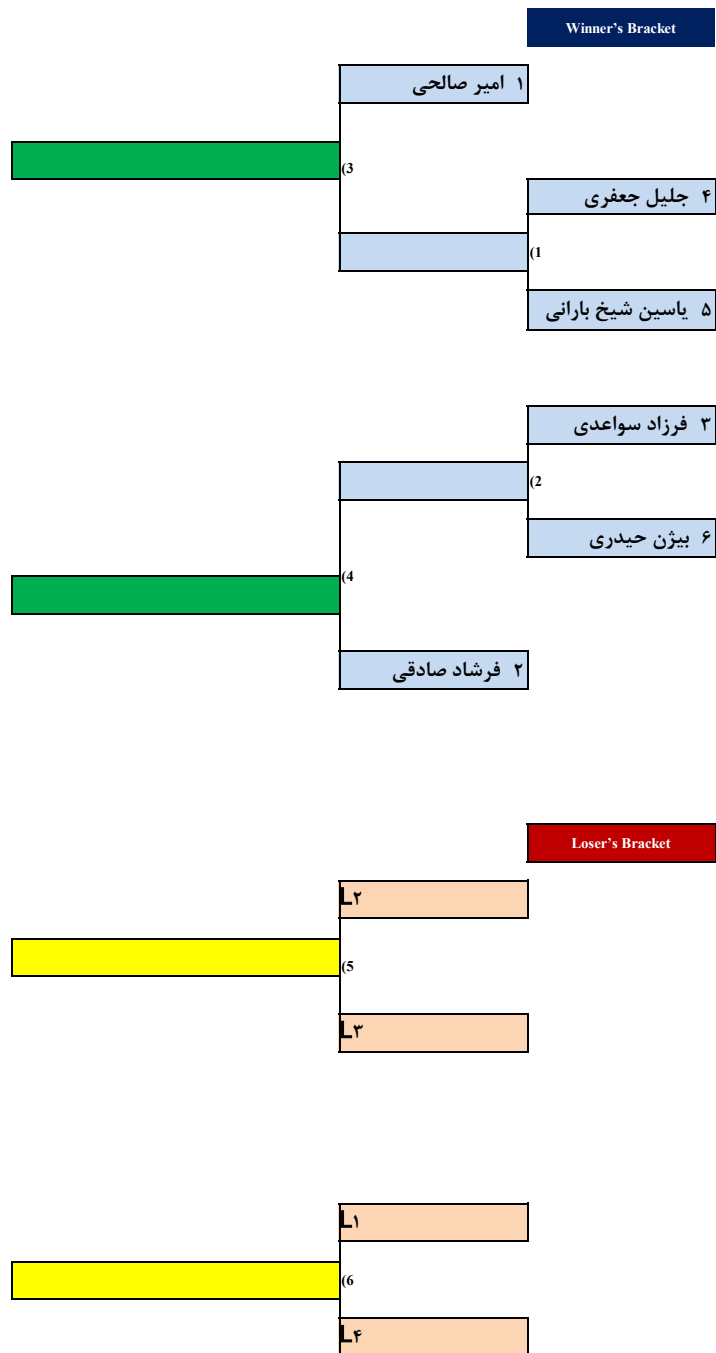 Winner's Bracket
۱ امیر صالحی
(3
۴ جلیل جعفری
(1
۵ یاسین شیخ بارانی
۳ فرزاد سواعدی
(2
۶ بیژن حیدری
(4
۲ فرشاد صادقی
Loser's Bracket
L۲
(5
L۳
L۱
(6
L۴